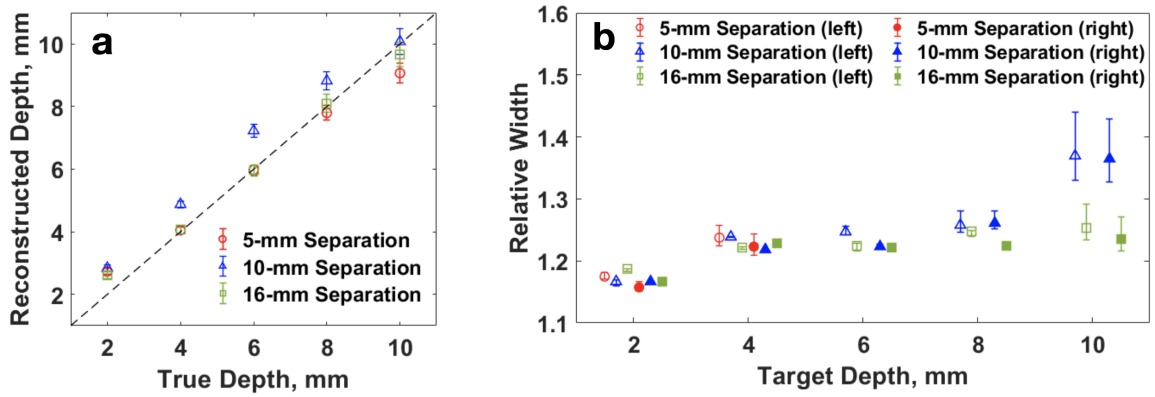 a
Reconstructed Depth, mm
10
8
6
4
2
5-mm Separation
10-mm Separation
16-mm Separation
2 4 6 8 10
True Depth, mm
b
Relative Width
1.6
1.5
1.4
1.3
1.2
1.1
5-mm Separation (left)
10-mm Separation (left)
16-mm Separation (left)
5-mm Separation (right)
10-mm Separation (right)
16-mm Separation (right)
2 4 6 8 10
Target Depth, mm